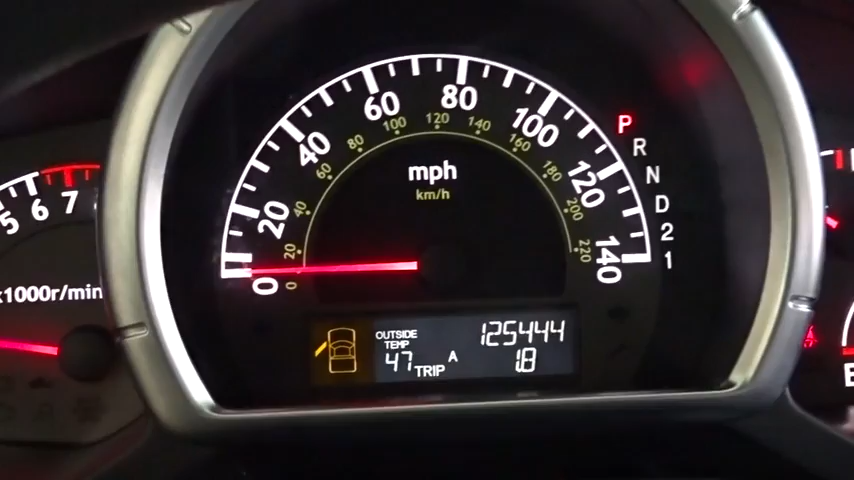 0 20 40 60 80 100 120 140
0 20 40 60 80 100 120 140 160 180 200 220
mph
km/h
P
R
N
D
2
1
5 6 7
x1000r/min
OUTSIDE
TEMP
47
TRIP A
125444
1.8
E